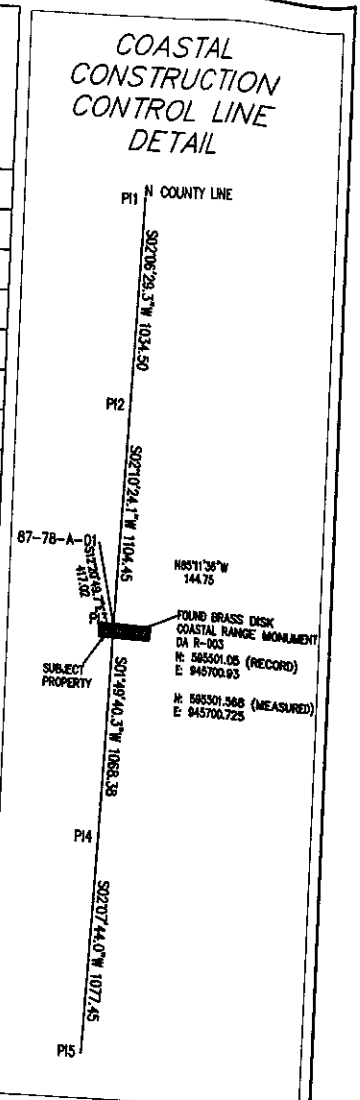 COASTAL
CONSTRUCTION
CONTROL LINE
DETAIL
PI1 N COUNTY LINE
S02°06'29.3"W 1034.50
PI2
S02°10'24.1"W 1104.45
87-78-A-01
417.02
N85°11'36"W
144.75
FOUND BRASS DISK
COASTAL RANGE MONUMENT
DA R-003
N: 595501.05 (RECORD)
E: 945700.93
SUBJECT
PROPERTY
N: 595501.568 (MEASURED)
E: 945700.725
S01°49'40.3"W 1068.38
PI4
S02°07'44.0"W 1077.45
PI5